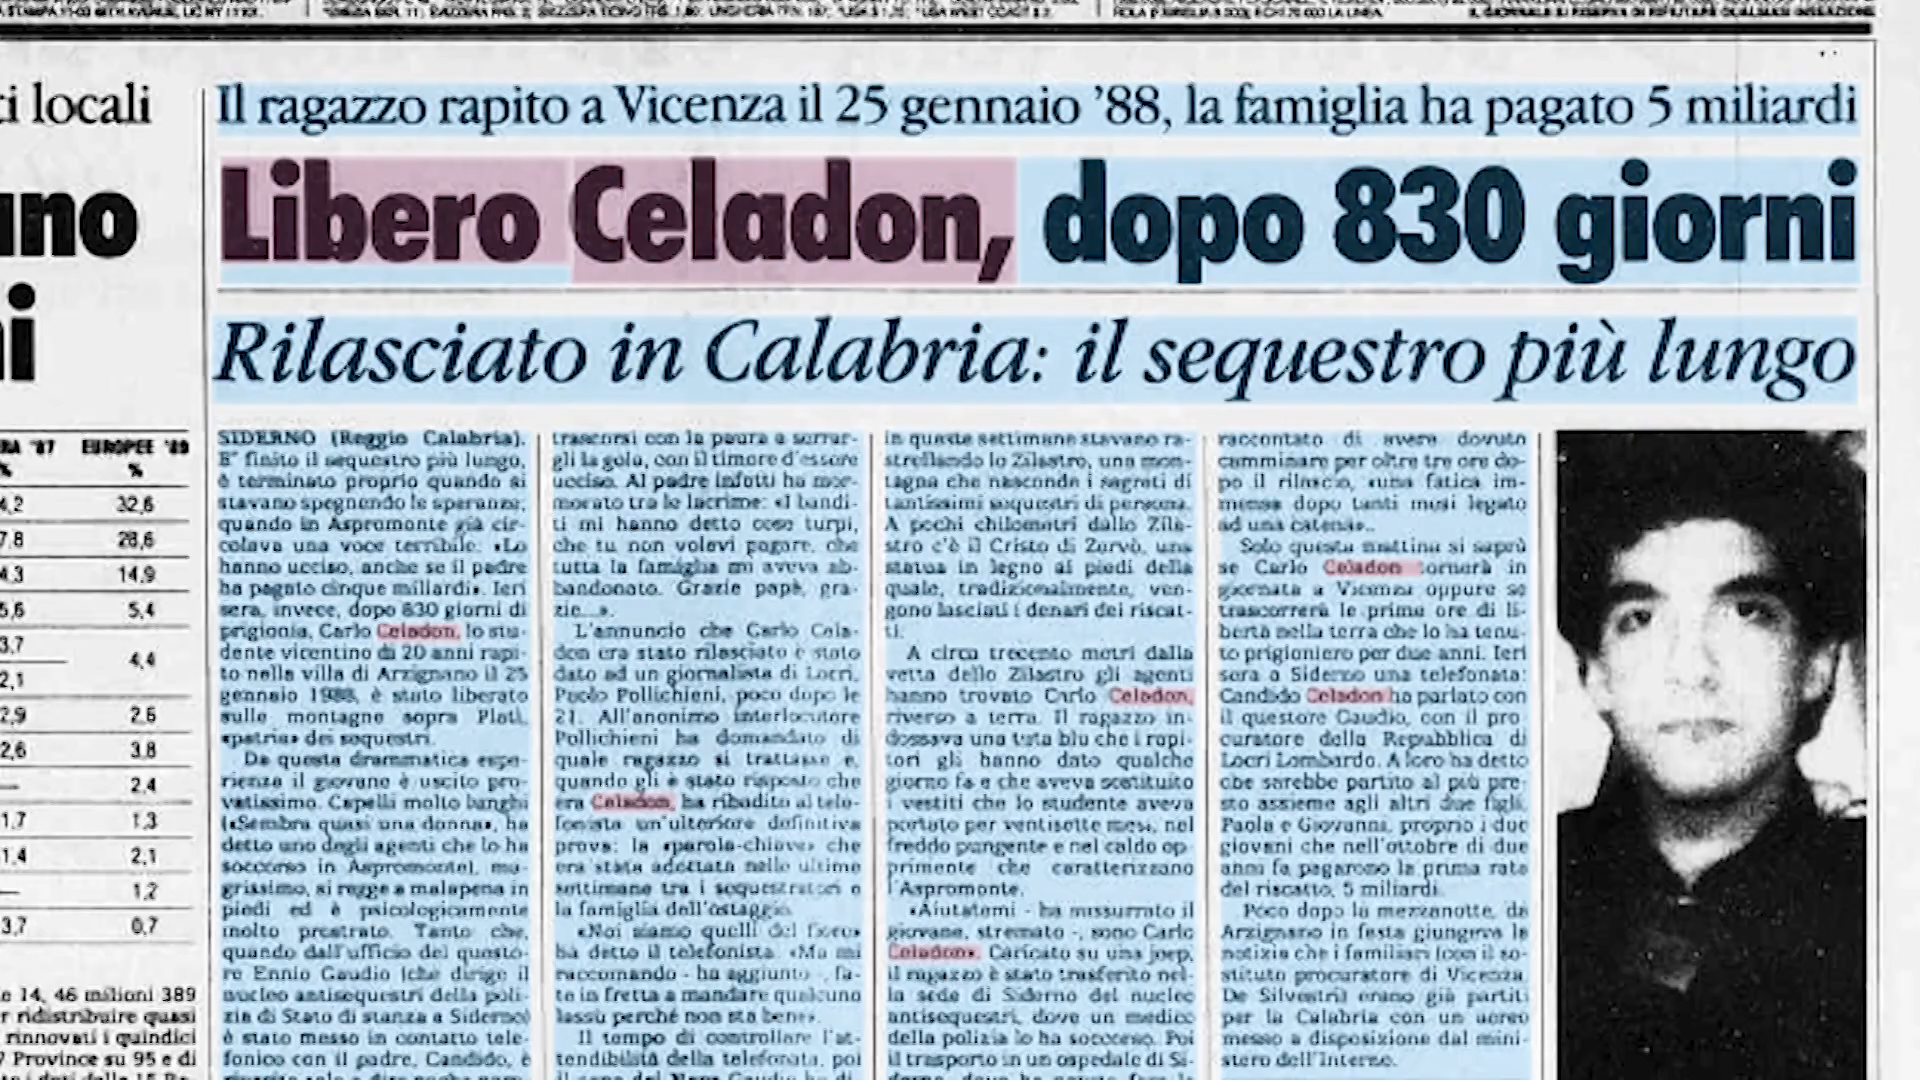 ti locali
Il ragazzo rapito a Vicenza il 25 gennaio '88, la famiglia ha pagato 5 miliardi
Libero Celadon, dopo 830 giorni
Rilasciato in Calabria: il sequestro più lungo
EUROPEE '89
%
%
32,6
28,6
14,9
5,4
4,4
2,6
3,8
2,4
1,3
2,1
1,2
0,7
e 14, 46 milioni 389
r ridistribuire quasi
rinnovati i quindici
7 Province su 95 e di
SIDERNO (Reggio Calabria).
E' finito il sequestro più lungo,
è terminato proprio quando si
stavano spegnendo le speranze,
quando in Aspromonte già cir-
colava una voce terribile: «Lo
hanno ucciso, anche se il padre
ha pagato cinque miliardi». Ieri
sera, invece, dopo 830 giorni di
prigionia, Carlo Celadon, lo stu-
dente vicentino di 20 anni rapi-
to nella villa di Arzignano il 25
gennaio 1988, è stato liberato
sulle montagne sopra Platì,
«patria» dei sequestri.
Da questa drammatica espe-
rienza il giovane è uscito pro-
vatissimo. Capelli molto lunghi
(«Sembra quasi una donna», ha
detto uno degli agenti che lo ha
soccorso in Aspromonte), ma-
grissimo, si regge a malapena in
piedi ed è psicologicamente
molto prostrato. Tanto che,
quando dall'ufficio del questo-
re Ennio Gaudio (che dirige il
nucleo antisequestri della poli-
zia di Stato di stanza a Siderno)
è stato messo in contatto tele-
fonico con il padre, Candido, è
trascorsi con la paura a serrar-
gli la gola, con il timore d'essere
ucciso. Al padre infatti ha mor-
morato tra le lacrime: «I bandi-
ti mi hanno detto cose turpi,
che tu non volevi pagare, che
tutta la famiglia mi aveva ab-
bandonato. Grazie papà, gra-
zie...».
L'annuncio che Carlo Cela-
don era stato rilasciato è stato
dato ad un giornalista di Locri,
Paolo Pollichieni, poco dopo le
21. All'anonimo interlocutore
Pollichieni ha domandato di
quale ragazzo si trattasse e,
quando gli è stato risposto che
era Celadon, ha ribadito al tele-
fonista un'ulteriore definitiva
prova: la «parola-chiave» che
era stata adottata nelle ultime
settimane tra i sequestratori e
la famiglia dell'ostaggio.
«Noi siamo quelli del fiore»
ha detto il telefonista. «Ma mi
raccomando - ha aggiunto -, fa-
te in fretta a mandare qualcuno
lassù perché non sta bene».
Il tempo di controllare l'at-
tendibilità della telefonata, poi
in queste settimane stavano ra-
strellando lo Zilastro, una mon-
tagna che nasconde i segreti di
tantissimi sequestri di persona.
A pochi chilometri dallo Zila-
stro c'è il Cristo di Zervò, una
statua in legno ai piedi della
quale, tradizionalmente, ven-
gono lasciati i denari dei riscat-
ti.
A circa trecento metri dalla
vetta dello Zilastro gli agenti
hanno trovato Carlo Celadon,
riverso a terra. Il ragazzo in-
dossava una tuta blu che i rapi-
tori gli hanno dato qualche
giorno fa e che aveva sostituito
i vestiti che lo studente aveva
portato per ventisette mesi, nel
freddo pungente e nel caldo op-
primente che caratterizzano
l'Aspromonte.
«Aiutatemi - ha sussurrato il
giovane, stremato -, sono Carlo
Celadon». Caricato su una jeep,
il ragazzo è stato trasferito nel-
la sede di Siderno del nucleo
antisequestri, dove un medico
della polizia lo ha soccorso. Poi
il trasporto in un ospedale di Si-
raccontato di avere dovuto
camminare per oltre tre ore do-
po il rilascio, «una fatica im-
mensa dopo tanti mesi legato
ad una catena»..
Solo questa mattina si saprà
se Carlo Celadon tornerà in
giornata a Vicenza oppure se
trascorrerà le prime ore di li-
bertà nella terra che lo ha tenu-
to prigioniero per due anni. Ieri
sera a Siderno una telefonata:
Candido Celadon ha parlato con
il questore Gaudio, con il pro-
curatore della Repubblica di
Locri Lombardo. A loro ha detto
che sarebbe partito al più pre-
sto assieme agli altri due figli,
Paola e Giovanni, proprio i due
giovani che nell'ottobre di due
anni fa pagarono la prima rata
del riscatto, 5 miliardi.
Poco dopo la mezzanotte, da
Arzignano in festa giungeva la
notizia che i familiari (con il so-
stituto procuratore di Vicenza,
De Silvestri) erano già partiti
per la Calabria con un aereo
messo a disposizione dal mini-
stero dell'Interno.